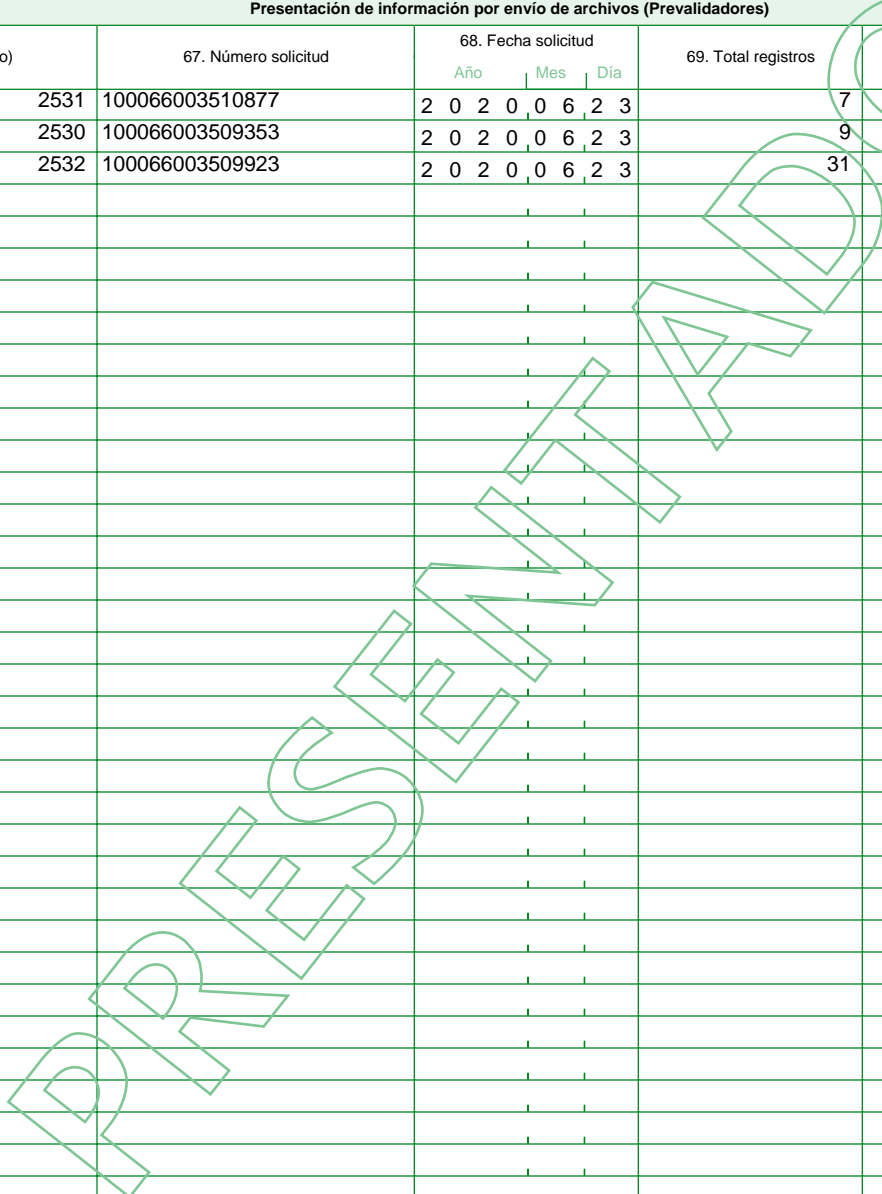 Presentación de información por envío de archivos (Prevalidadores)
o) 67. Número solicitud 68. Fecha solicitud 69. Total registros
Año Mes Día
2531 100066003510877 2 0 2 0 0 6 2 3 7
2530 100066003509353 2 0 2 0 0 6 2 3 9
2532 100066003509923 2 0 2 0 0 6 2 3 31
PRESENTADO